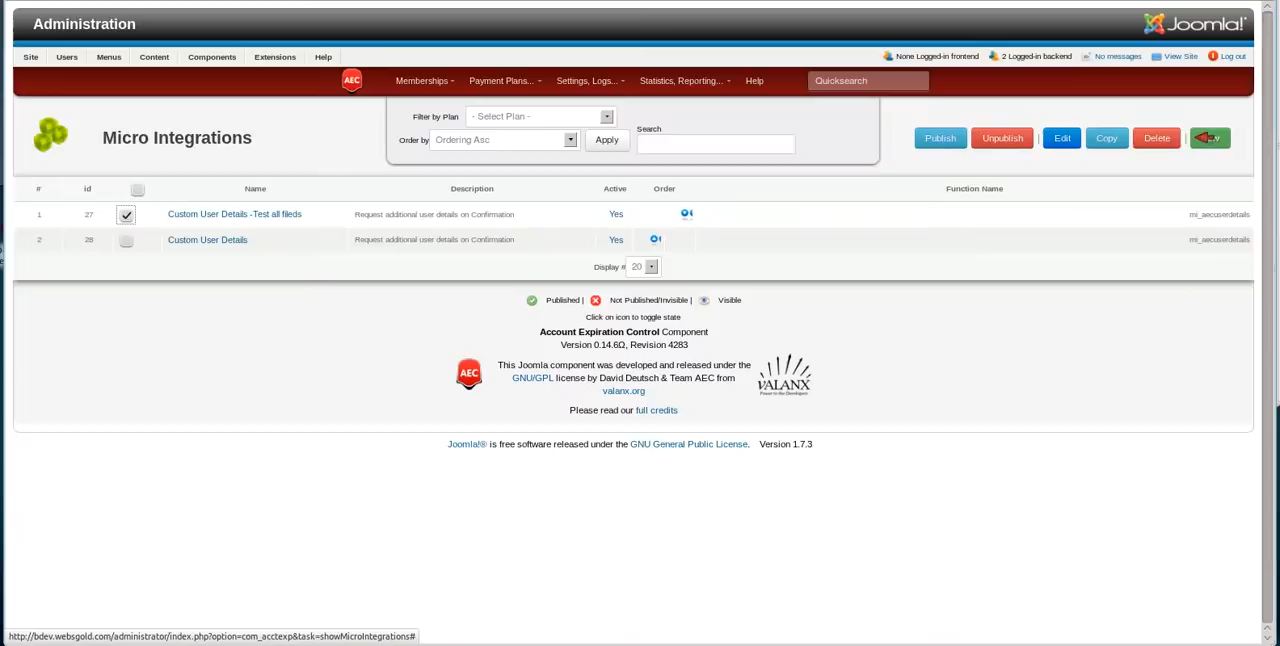 Administration
Joomla!®
Site Users Menus Content Components Extensions Help
None Logged-in frontend 2 Logged-in backend No messages View Site Log out
AEC Memberships Payment Plans... Settings, Logs... Statistics, Reporting... Help Quicksearch
Micro Integrations
Filter by Plan - Select Plan -
Order by Ordering Asc Apply
Search
Publish Unpublish | Edit Copy Delete |
# id Name Description Active Order Function Name
1 27 Custom User Details -Test all fileds Request additional user details on Confirmation Yes mi_aecuserdetails
2 28 Custom User Details Request additional user details on Confirmation Yes mi_aecuserdetails
Display # 20
Published | Not Published/Invisible | Visible
Click on icon to toggle state
Account Expiration Control Component
Version 0.14.6Ω, Revision 4283
AEC
This Joomla component was developed and released under the
GNU/GPL license by David Deutsch & Team AEC from
valanx.org
VALANX
Power to the Developers
Please read our full credits
Joomla!® is free software released under the GNU General Public License. Version 1.7.3
http://bdev.websgold.com/administrator/index.php?option=com_acctexp&task=showMicroIntegrations#